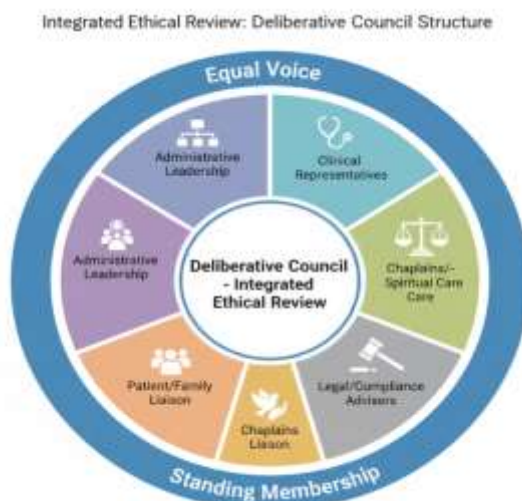 Integrated Ethical Review: Deliberative Council Structure
Equal Voice
Administrative
Leadership
Clinical
Representatives
Chaplains/-
Spiritual Care
Care
Legal/Compliance
Advisers
Chaplains
Liaison
Patient/Family
Liaison
Administrative
Leadership
Deliberative Council
- Integrated
Ethical Review
Standing Membership